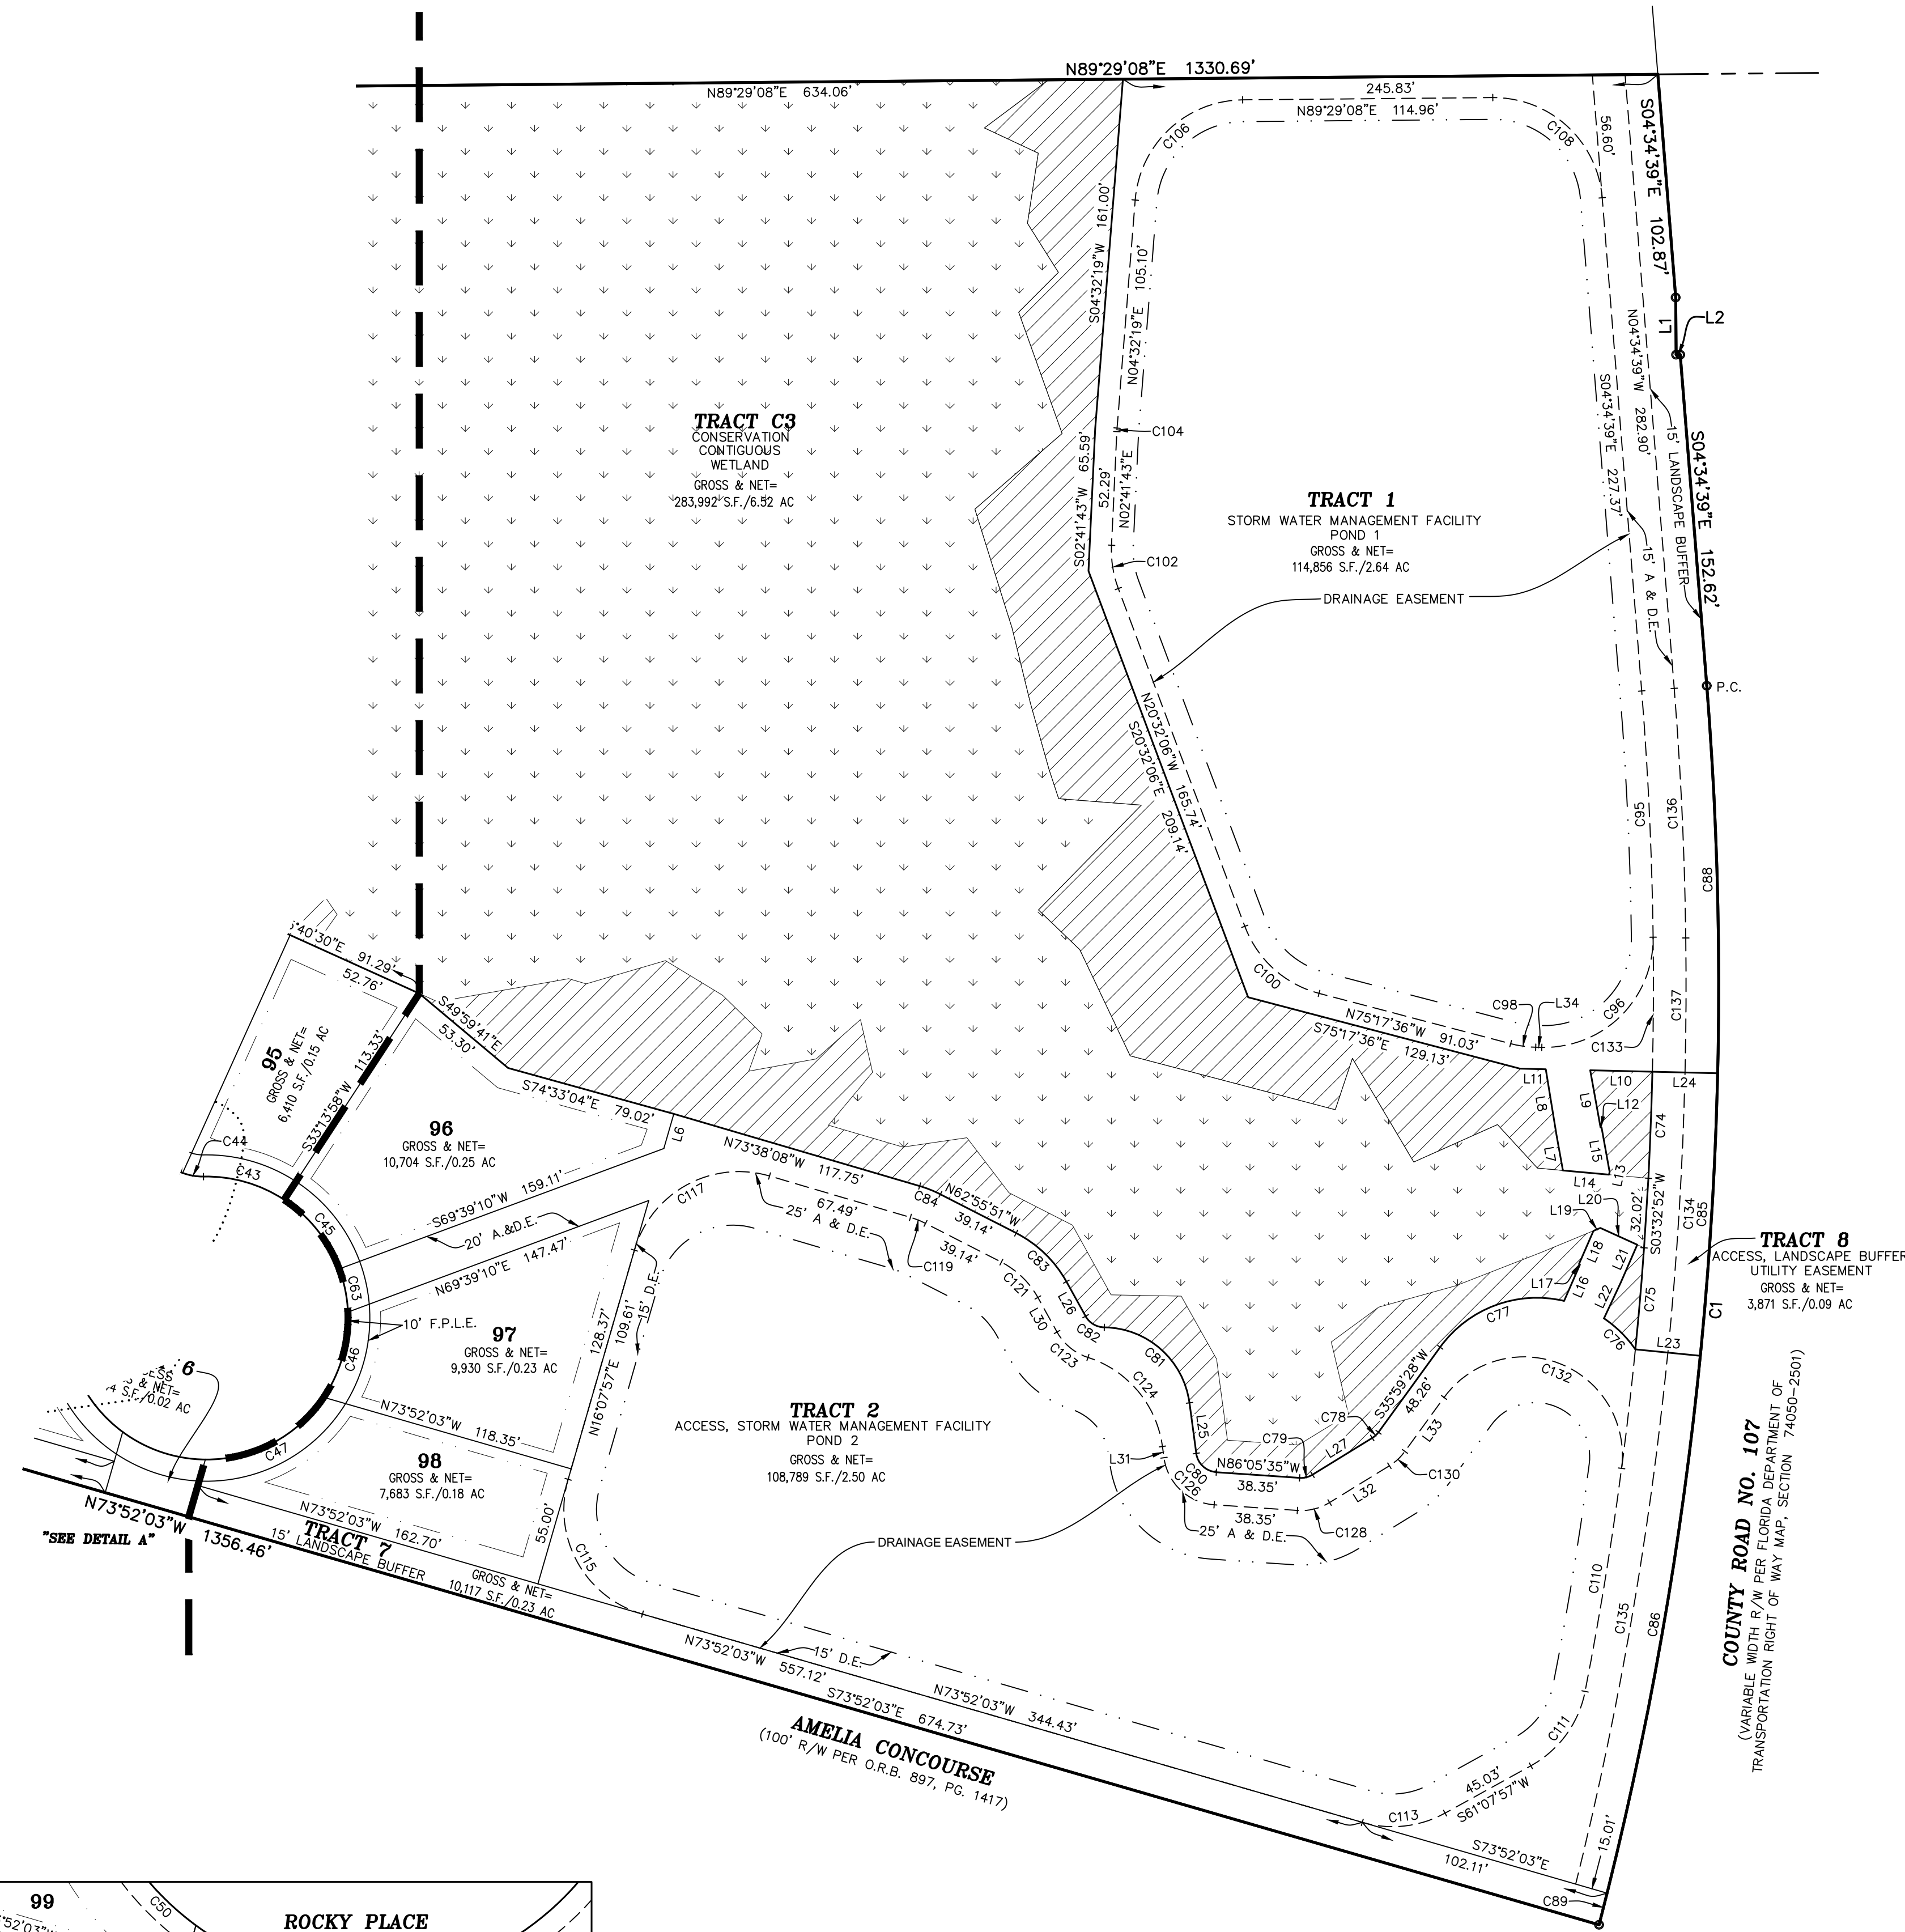 N89°29'08"E 1330.69'
N89°29'08"E 634.06'
245.83'
N89°29'08"E 114.96'
C106
C108
56.60'
S04°34'39"E 102.87'
L1
L2
S04°32'19"W 161.00'
N04°32'19"E 105.10'
N04°34'39"W 282.90'
S04°34'39"E 227.37'
15' LANDSCAPE BUFFER
15' A & D.E.
S04°34'39"E 152.62'
P.C.
TRACT C3
CONSERVATION
CONTIGUOUS
WETLAND
GROSS & NET=
283,992 S.F./6.52 AC
C104
S02°41'43"W 65.59'
52.29'
N02°41'43"E
C102
TRACT 1
STORM WATER MANAGEMENT FACILITY
POND 1
GROSS & NET=
114,856 S.F./2.64 AC
DRAINAGE EASEMENT
N20°32'06"W 165.74'
S20°32'06"E 209.14'
C95
C136
C88
C100
C98
L34
C96
C137
C133
N75°17'36"W 91.03'
S75°17'36"E 129.13'
L11
L10
L24
L8
L9
L12
C74
L7
L15
L13
L14
L20
L19
32.02'
S03°32'52"W
C134
C85
L18
L21
L17
L16
L22
C75
C1
C76
L23
C77
TRACT 8
ACCESS, LANDSCAPE BUFFER
UTILITY EASEMENT
GROSS & NET=
3,871 S.F./0.09 AC
°40'30"E 91.29'
52.76'
S49°59'41"E
53.30'
95
GROSS & NET=
6,410 S.F./0.15 AC
S33°13'58"W 113.33'
C44
C43
C45
S74°33'04"E 79.02'
L6
96
GROSS & NET=
10,704 S.F./0.25 AC
S69°39'10"W 159.11'
20' A.&D.E.
N69°39'10"E 147.47'
C63
10' F.P.L.E.
C46
C47
97
GROSS & NET=
9,930 S.F./0.23 AC
N73°52'03"W 118.35'
98
GROSS & NET=
7,683 S.F./0.18 AC
6
ESS
& NET=
4 S.F./0.02 AC
N73°38'08"W 117.75'
C84
N62°55'51"W
39.14'
C117
67.49'
25' A & D.E.
39.14'
C119
C83
C121
L26
L30
C82
C123
C81
C124
15' D.E.
128.37'
109.61'
N16°07'57"E
55.00'
C115
TRACT 2
ACCESS, STORM WATER MANAGEMENT FACILITY
POND 2
GROSS & NET=
108,789 S.F./2.50 AC
DRAINAGE EASEMENT
L25
L31
C80
C126
N86°05'35"W
38.35'
38.35'
C79
C78
L27
S35°59'28"W
48.26'
L33
C130
L32
C128
25' A & D.E.
C132
C110
C135
C86
C111
COUNTY ROAD NO. 107
(VARIABLE WIDTH R/W PER FLORIDA DEPARTMENT OF
TRANSPORTATION RIGHT OF WAY MAP, SECTION 74050-2501)
N73°52'03"W 1356.46'
"SEE DETAIL A"
N73°52'03"W 162.70'
TRACT 7
15' LANDSCAPE BUFFER
GROSS & NET=
10,117 S.F./0.23 AC
N73°52'03"W 557.12'
15' D.E.
S73°52'03"E 674.73'
N73°52'03"W 344.43'
AMELIA CONCOURSE
(100' R/W PER O.R.B. 897, PG. 1417)
C113
45.03'
S61°07'57"W
S73°52'03"E
102.11'
15.01'
C89
99
°52'03"W
C50
ROCKY PLACE